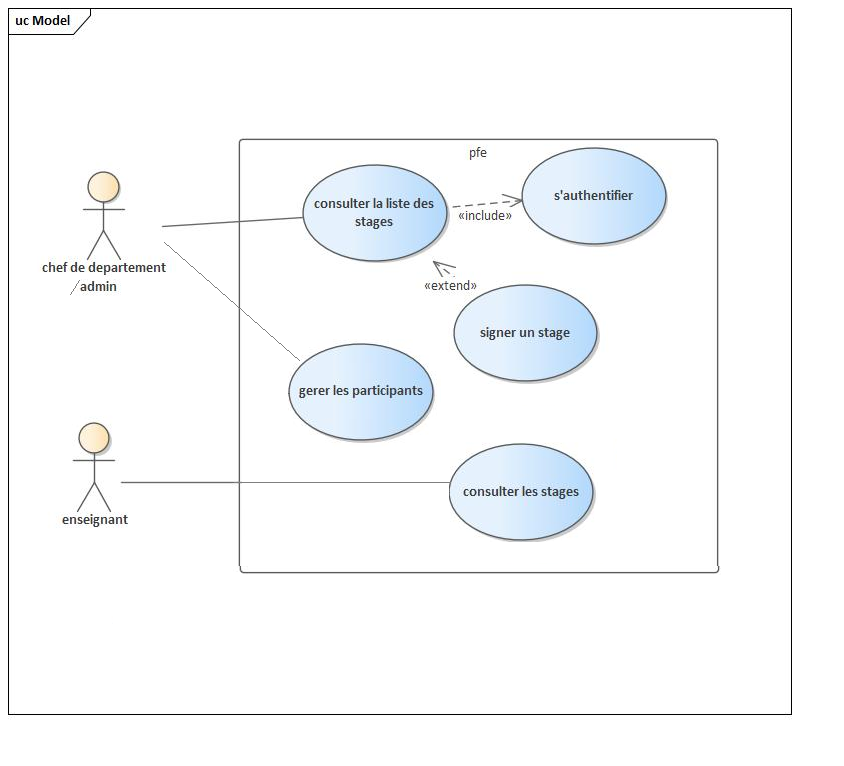 uc Model
pfe
consulter la liste des
stages
s'authentifier
«include»
chef de departement
/admin
«extend»
signer un stage
gerer les participants
enseignant
consulter les stages